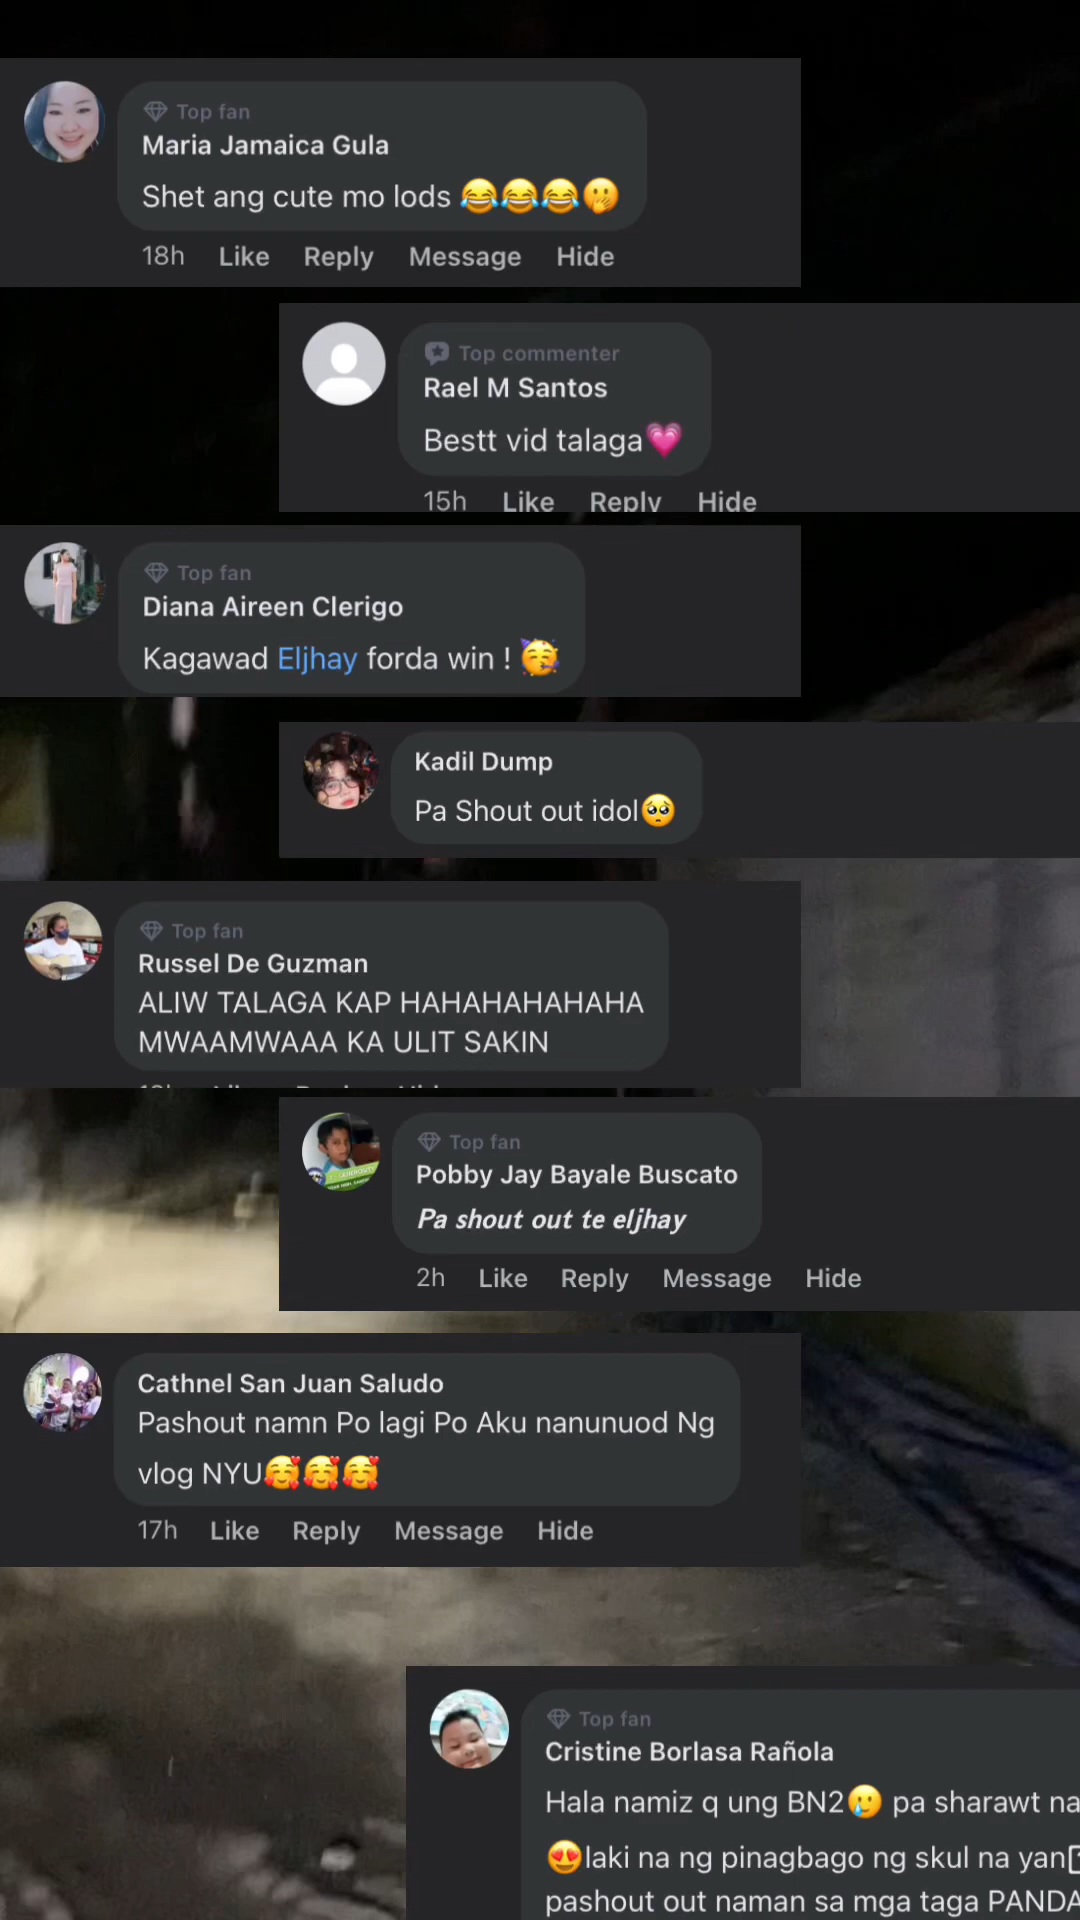 Top fan
Maria Jamaica Gula
Shet ang cute mo lods 😂😂😂🤭
18h Like Reply Message Hide
Top commenter
Rael M Santos
Bestt vid talaga💗
15h Like Reply Hide
Top fan
Diana Aireen Clerigo
Kagawad Eljhay forda win ! 🥳
Kadil Dump
Pa Shout out idol🥺
Top fan
Russel De Guzman
ALIW TALAGA KAP HAHAHAHAHAHA
MWAAMWAAA KA ULIT SAKIN
Top fan
Pobby Jay Bayale Buscato
Pa shout out te eljhay
2h Like Reply Message Hide
Cathnel San Juan Saludo
Pashout namn Po lagi Po Aku nanunuod Ng
vlog NYU🥰🥰🥰
17h Like Reply Message Hide
Top fan
Cristine Borlasa Rañola
Hala namiz q ung BN2🥲 pa sharawt na
😍laki na ng pinagbago ng skul na yan
pashout out naman sa mga taga PANDA